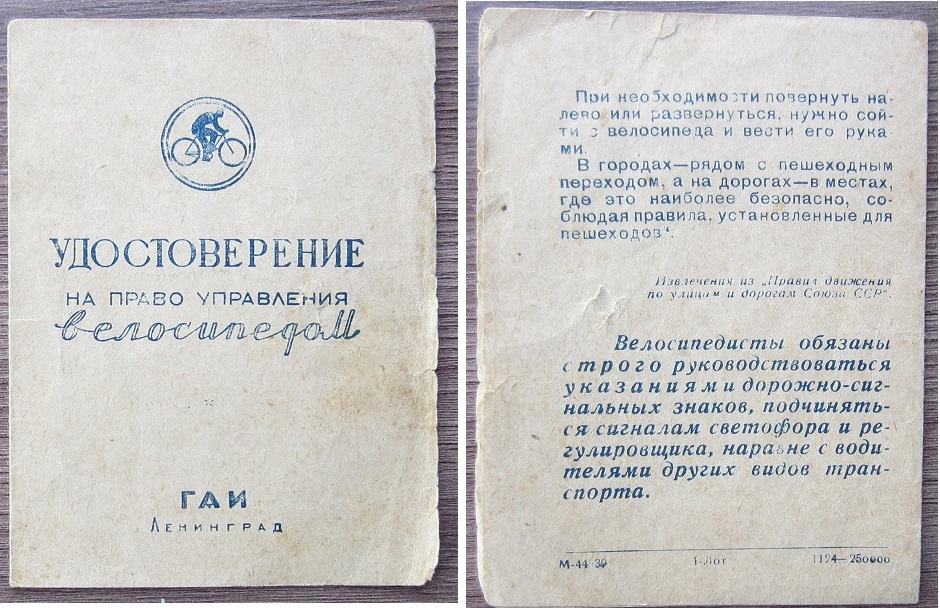 УДОСТОВЕРЕНИЕ
НА ПРАВО УПРАВЛЕНИЯ
велосипедом
ГАИ
ЛЕНИНГРАД
При необходимости повернуть на-
лево или развернуться, нужно сой-
ти с велосипеда и вести его рука-
ми.
В городах—рядом с пешеходным
переходом, а на дорогах—в местах,
где это наиболее безопасно, со-
блюдая правила, установленные для
пешеходов“.
Извлечения из „Правил движения
по улицам и дорогам Союза ССР“.
Велосипедисты обязаны
строго руководствоваться
указаниями дорожно-сиг-
нальных знаков, подчинять-
ся сигналам светофора и ре-
гулировщика, наравне с води-
телями других видов тран-
спорта.
М-44 39
1124—250000